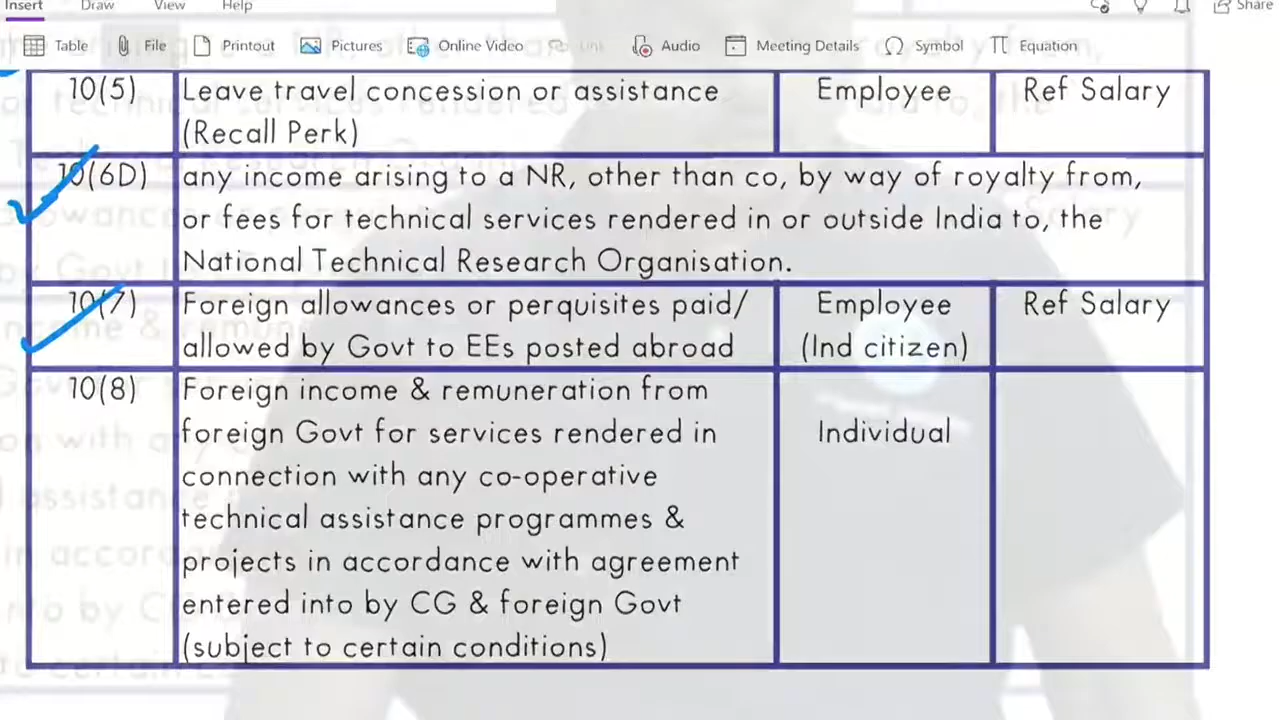 Insert Draw View Help Share
Table File Printout Pictures Online Video Link Audio Meeting Details Symbol Equation
10(5) Leave travel concession or assistance Employee Ref Salary
(Recall Perk)
10(6D) any income arising to a NR, other than co, by way of royalty from,
or fees for technical services rendered in or outside India to, the
National Technical Research Organisation.
10(7) Foreign allowances or perquisites paid/ Employee Ref Salary
allowed by Govt to EEs posted abroad (Ind citizen)
10(8) Foreign income & remuneration from
foreign Govt for services rendered in Individual
connection with any co-operative
technical assistance programmes &
projects in accordance with agreement
entered into by CG & foreign Govt
(subject to certain conditions)